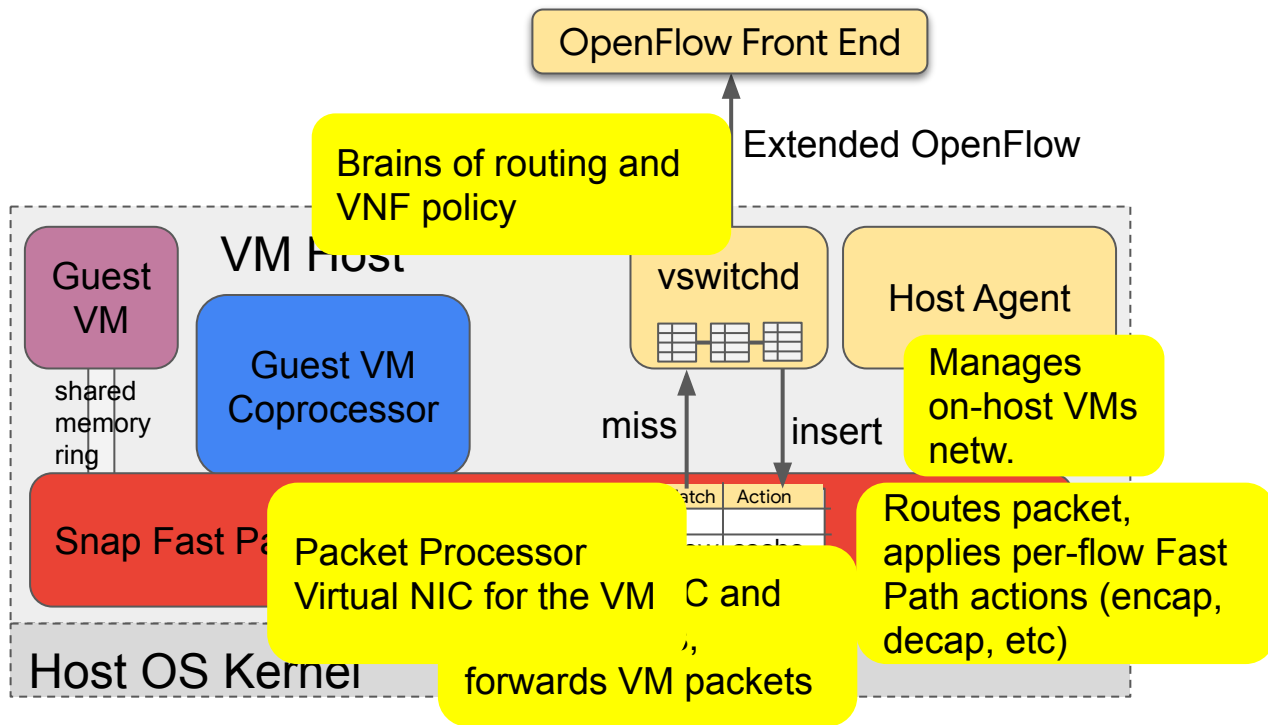 OpenFlow Front End
Extended OpenFlow
Brains of routing and
VNF policy
VM Host
Guest
VM
vswitchd
Host Agent
Guest VM
Coprocessor
shared
memory
ring
miss
insert
Manages
on-host VMs
netw.
Action
Snap Fast
Packet Processor
Virtual NIC for the VM
Routes packet,
applies per-flow Fast
Path actions (encap,
decap, etc)
C and
forwards VM packets
Host OS Kernel